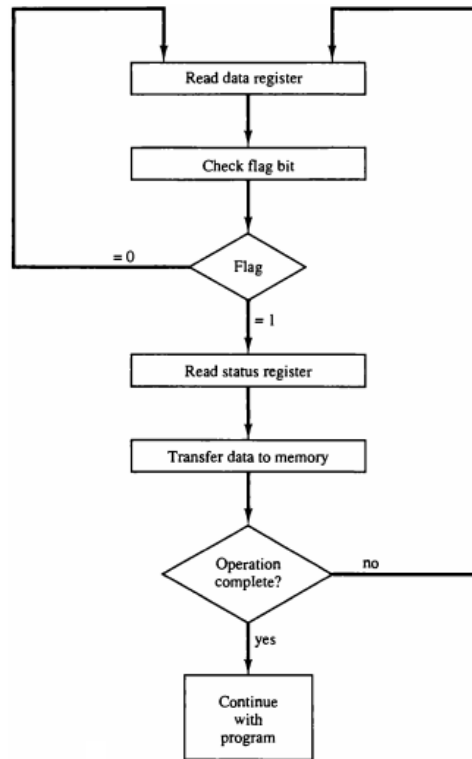 Read data register
Check flag bit
= 0
Flag
= 1
Read status register
Transfer data to memory
Operation
complete?
no
yes
Continue
with
program